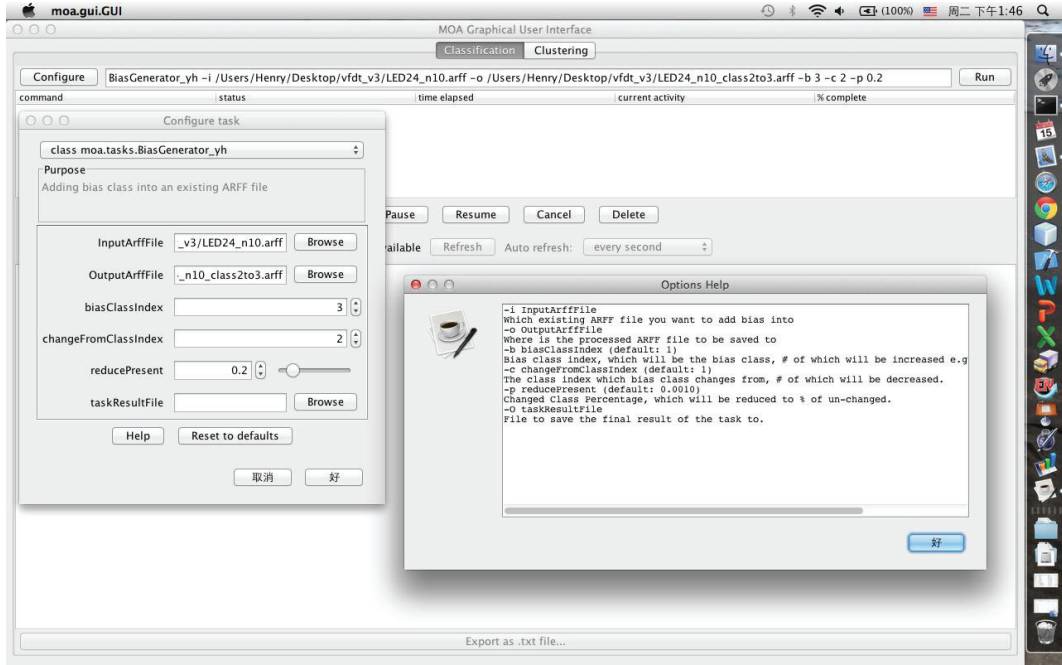 moa.gui.GUI
(100%) 周二 下午1:46
MOA Graphical User Interface
Classification Clustering
Configure BiasGenerator_yh -i /Users/Henry/Desktop/vfdt_v3/LED24_n10.arff -o /Users/Henry/Desktop/vfdt_v3/LED24_n10_class2to3.arff -b 3 -c 2 -p 0.2 Run
command status time elapsed current activity % complete
Configure task
class moa.tasks.BiasGenerator_yh
Purpose
Adding bias class into an existing ARFF file
InputArffFile _v3/LED24_n10.arff Browse
OutputArffFile _n10_class2to3.arff Browse
biasClassIndex 3
changeFromClassIndex 2
reducePresent 0.2
taskResultFile Browse
Help Reset to defaults
取消 好
Pause Resume Cancel Delete
Refresh Auto refresh: every second
Options Help
-i InputArffFile
Which existing ARFF file you want to add bias into
-o OutputArffFile
Where is the processed ARFF file to be saved to
-b biasClassIndex (default: 1)
Bias class index, which will be the bias class, # of which will be increased e.g
-c changeFromClassIndex (default: 1)
The class index which bias class changes from, # of which will be decreased.
-p reducePresent (default: 0.0010)
Changed Class Percentage, which will be reduced to % of un-changed.
-O taskResultFile
File to save the final result of the task to.
好
Export as .txt file...
15